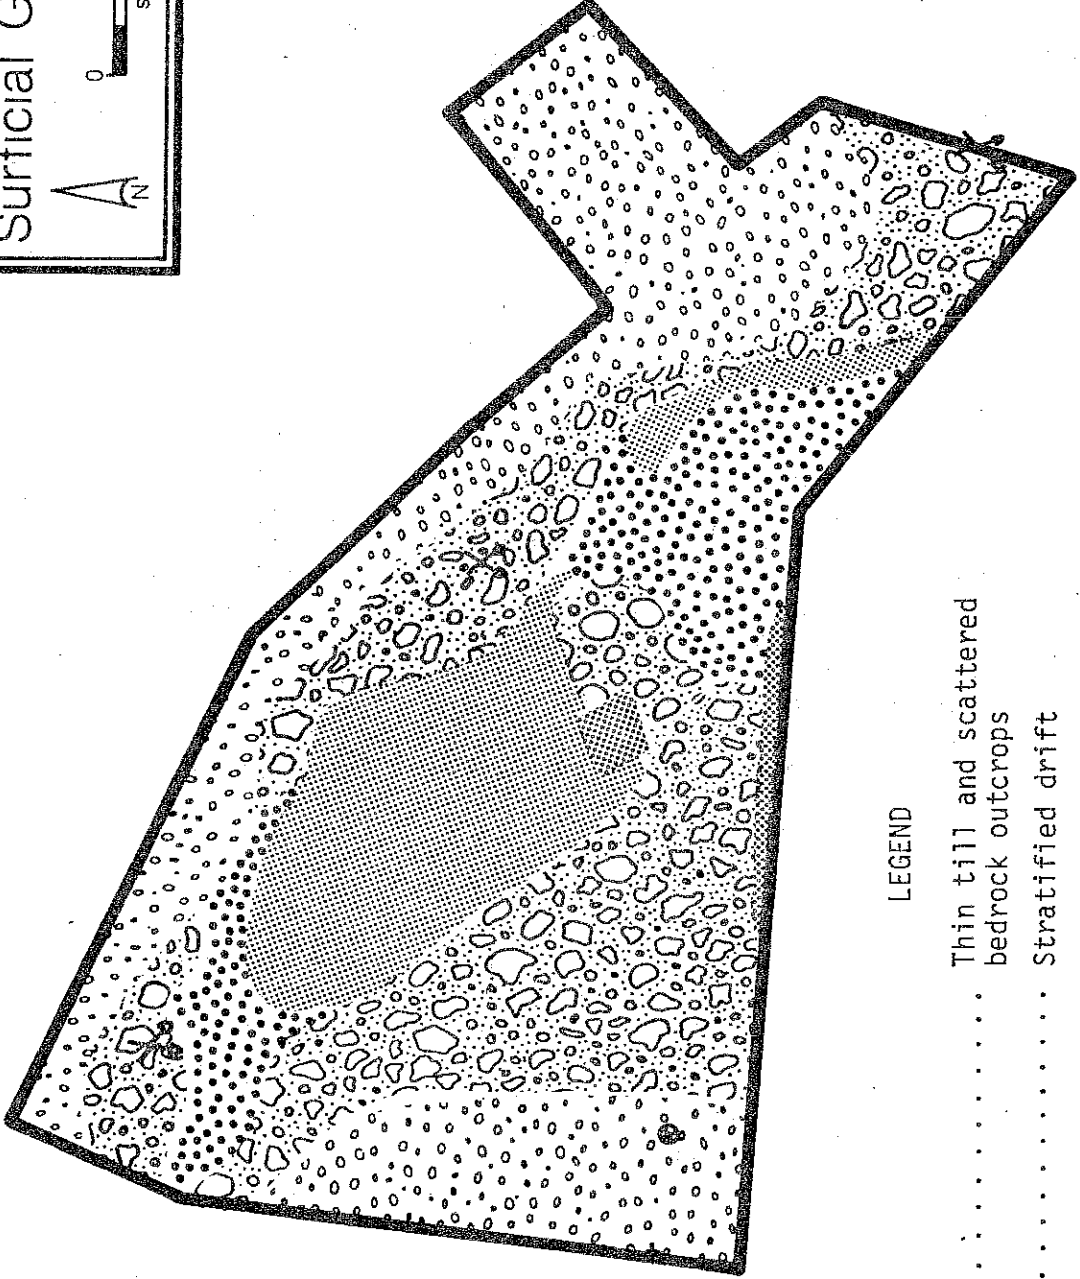 Surficial G
N
0
s
LEGEND
Thin till and scattered
bedrock outcrops
Stratified drift